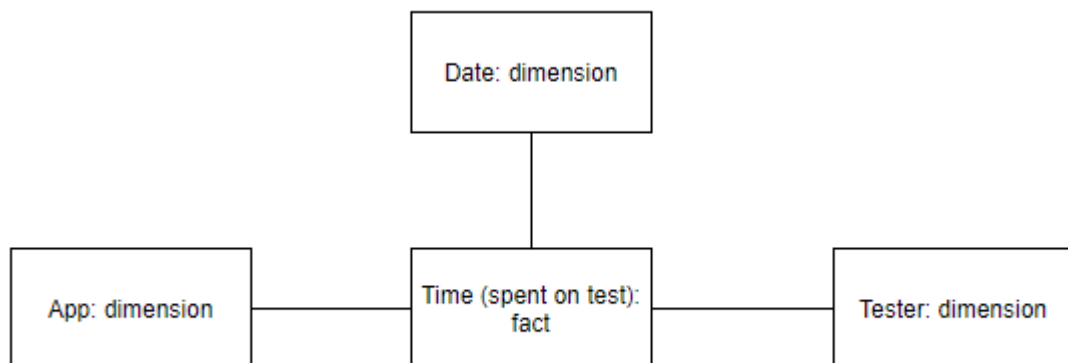 Date: dimension
App: dimension
Time (spent on test):
fact
Tester: dimension